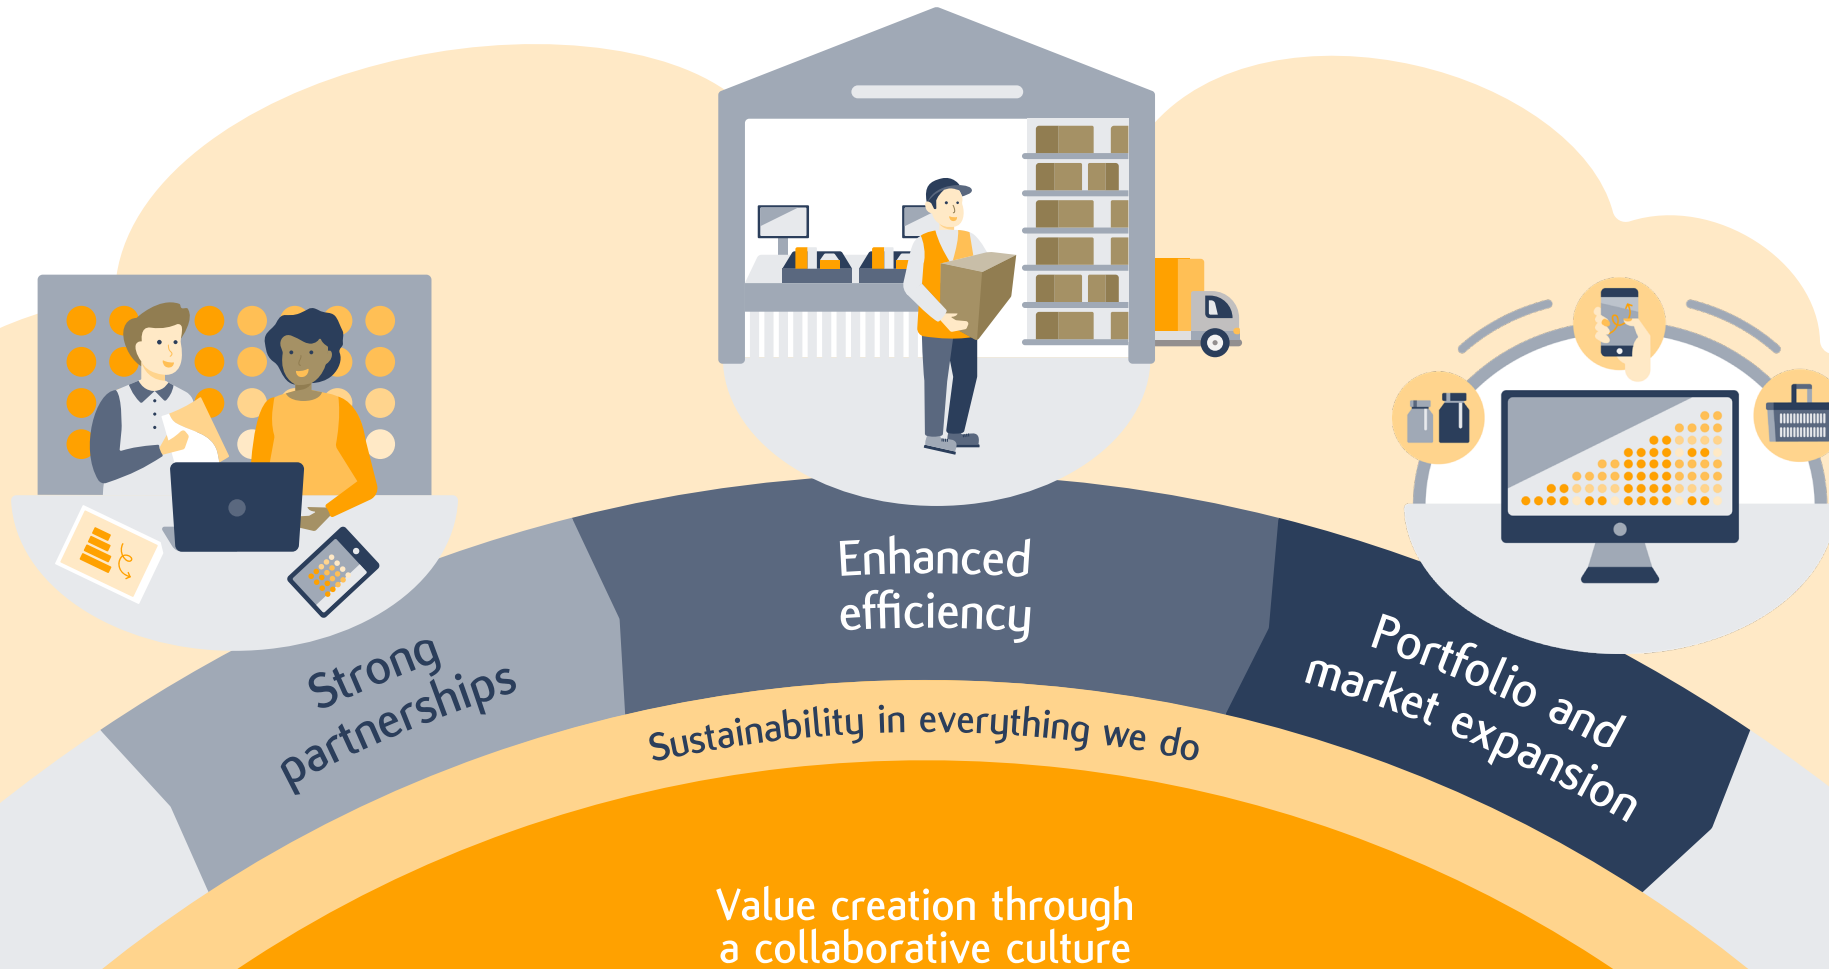 Strong
partnerships
Enhanced
efficiency
Portfolio and
market expansion
Sustainability in everything we do
Value creation through
a collaborative culture